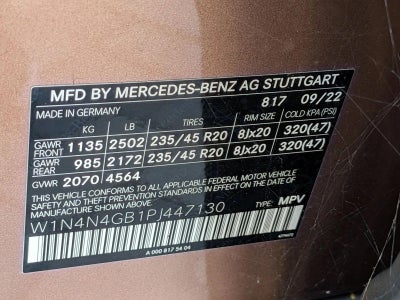 MFD BY MERCEDES-BENZ AG STUTTGART
MADE IN GERMANY 817 09/22
KG LB TIRES RIM SIZE COLD KPA (PSI)
GAWR FRONT 1135 2502 235/45 R20 8Jx20 320(47)
GAWR REAR 985 2172 235/45 R20 8Jx20 320(47)
GVWR 2070 4564
THIS VEHICLE CONFORMS TO ALL APPLICABLE FEDERAL MOTOR VEHICLE
SAFETY, BUMPER, AND THEFT PREVENTION STANDARDS IN EFFECT ON THE DATE OF
MANUFACTURE SHOWN ABOVE.
W1N4N4GB1PJ447130 TYPE: MPV
A 000 817 54 04